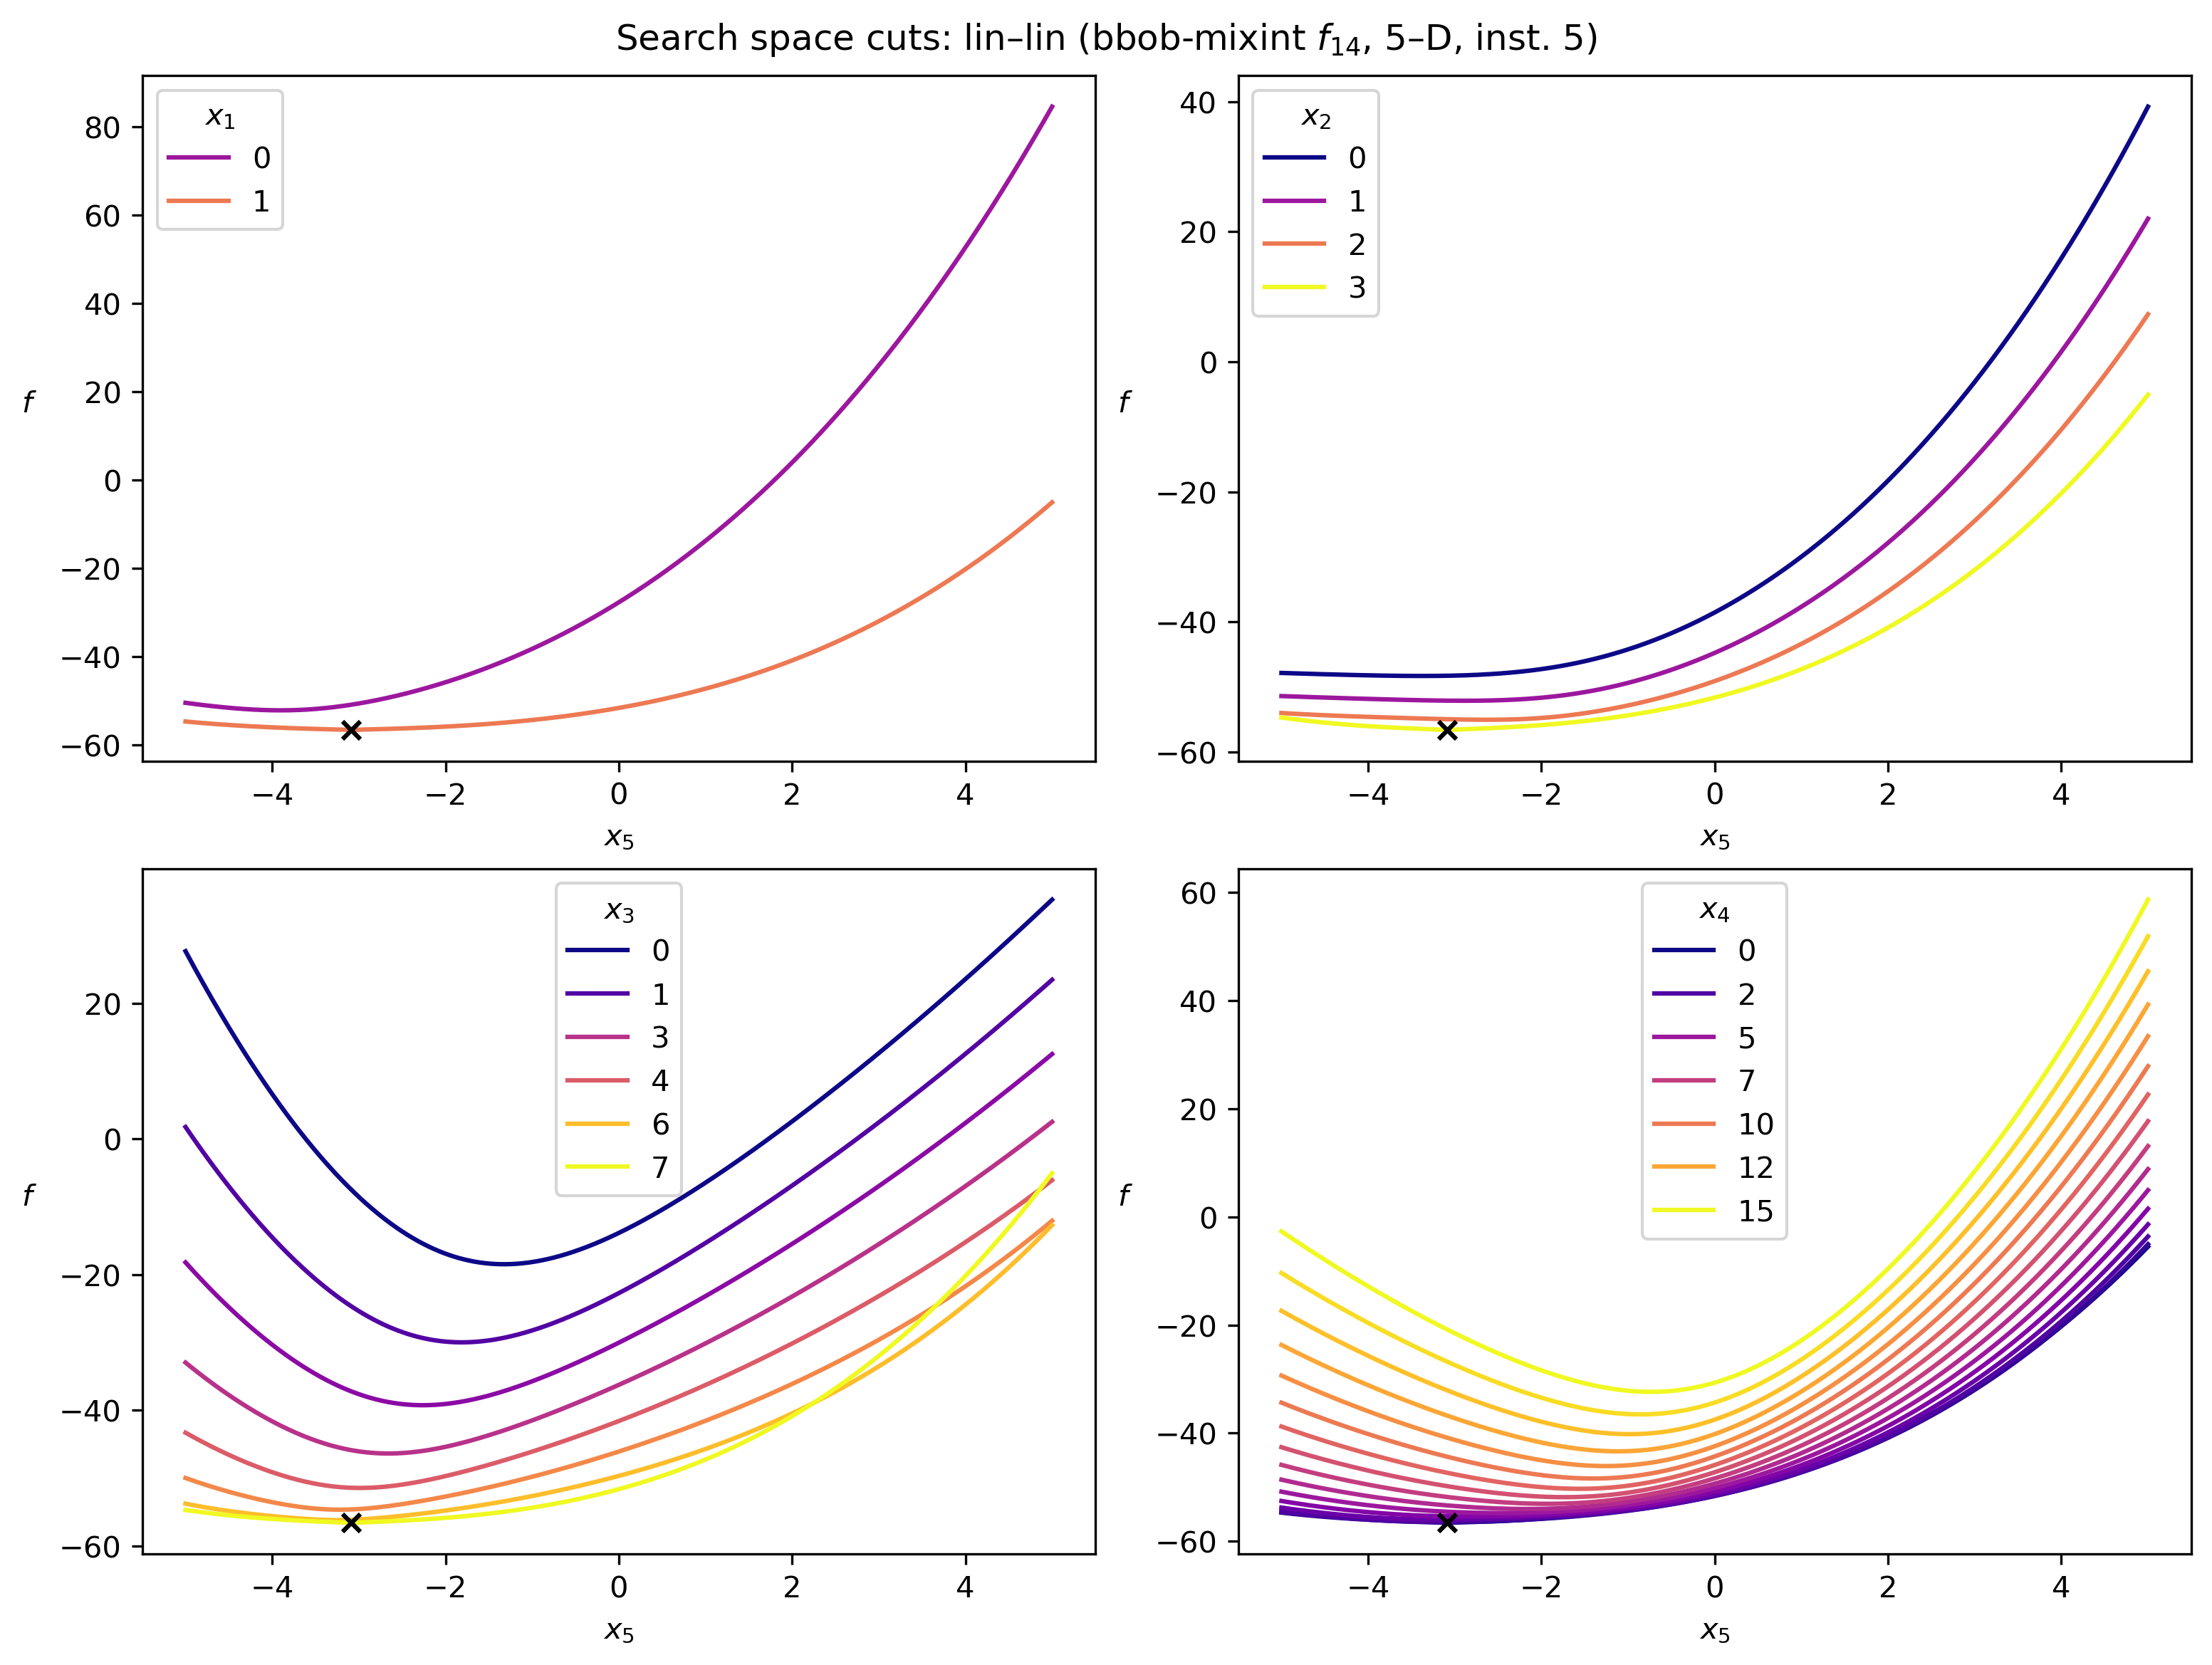 Search space cuts: lin–lin (bbob-mixint f₁₄, 5–D, inst. 5)
x₁
0
1
80
60
40
20
0
−20
−40
−60
f
−4 −2 0 2 4
x₅
x₂
0
1
2
3
40
20
0
−20
−40
−60
f
−4 −2 0 2 4
x₅
x₃
0
1
3
4
6
7
20
0
−20
−40
−60
f
−4 −2 0 2 4
x₅
x₄
0
2
5
7
10
12
15
60
40
20
0
−20
−40
−60
f
−4 −2 0 2 4
x₅